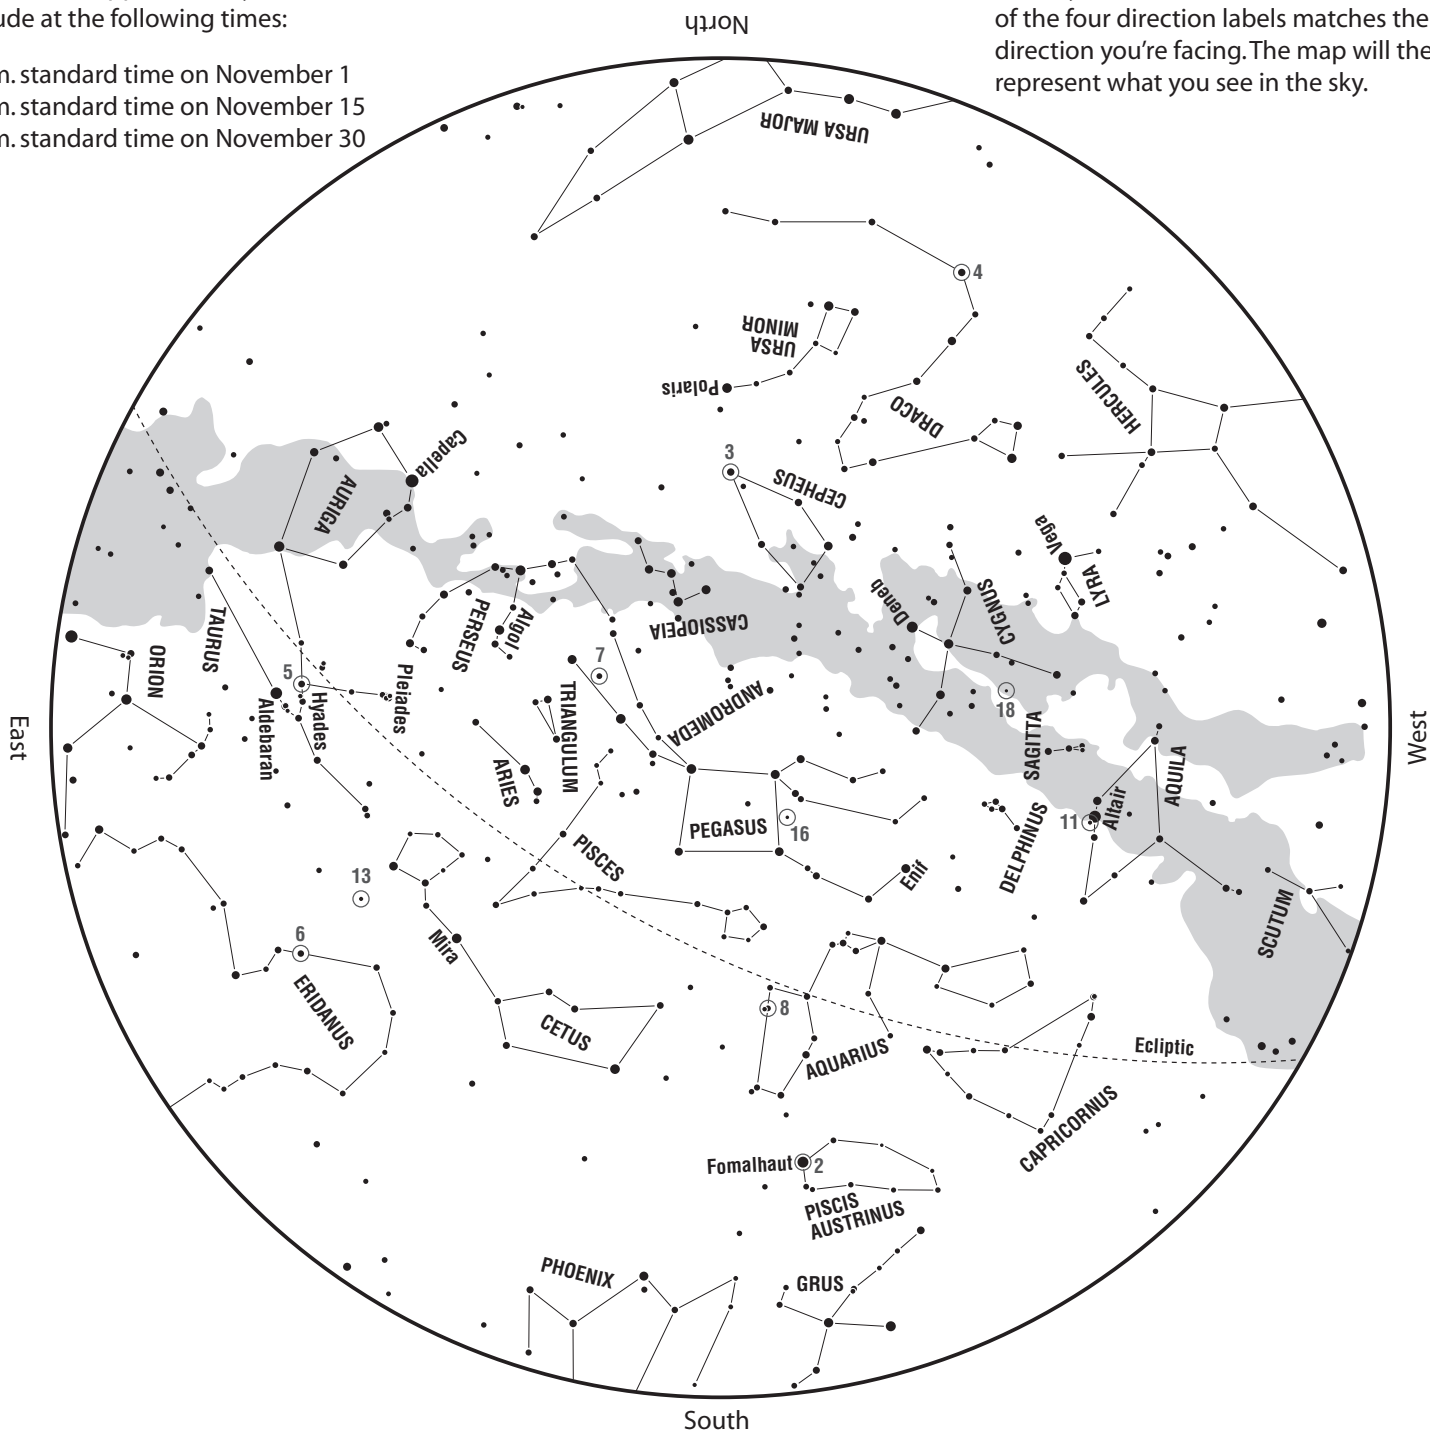 ude at the following times:
m. standard time on November 1
m. standard time on November 15
m. standard time on November 30
of the four direction labels matches the
direction you're facing. The map will the
represent what you see in the sky.
North
URSA MAJOR
4
URSA
MINOR
Polaris
DRACO
HERCULES
3
CEPHEUS
Capella
AURIGA
Vega
LYRA
Deneb
CYGNUS
CASSIOPEIA
PERSEUS
Algol
TAURUS
ORION
5
Pleiades
7
ANDROMEDA
18
Aldebaran
Hyades
TRIANGULUM
SAGITTA
East
West
ARIES
AQUILA
Altair
11
PEGASUS
16
DELPHINUS
PISCES
Enif
13
SCUTUM
Mira
6
ERIDANUS
CETUS
8
AQUARIUS
Ecliptic
CAPRICORNUS
Fomalhaut
2
PISCIS
AUSTRINUS
PHOENIX
GRUS
South